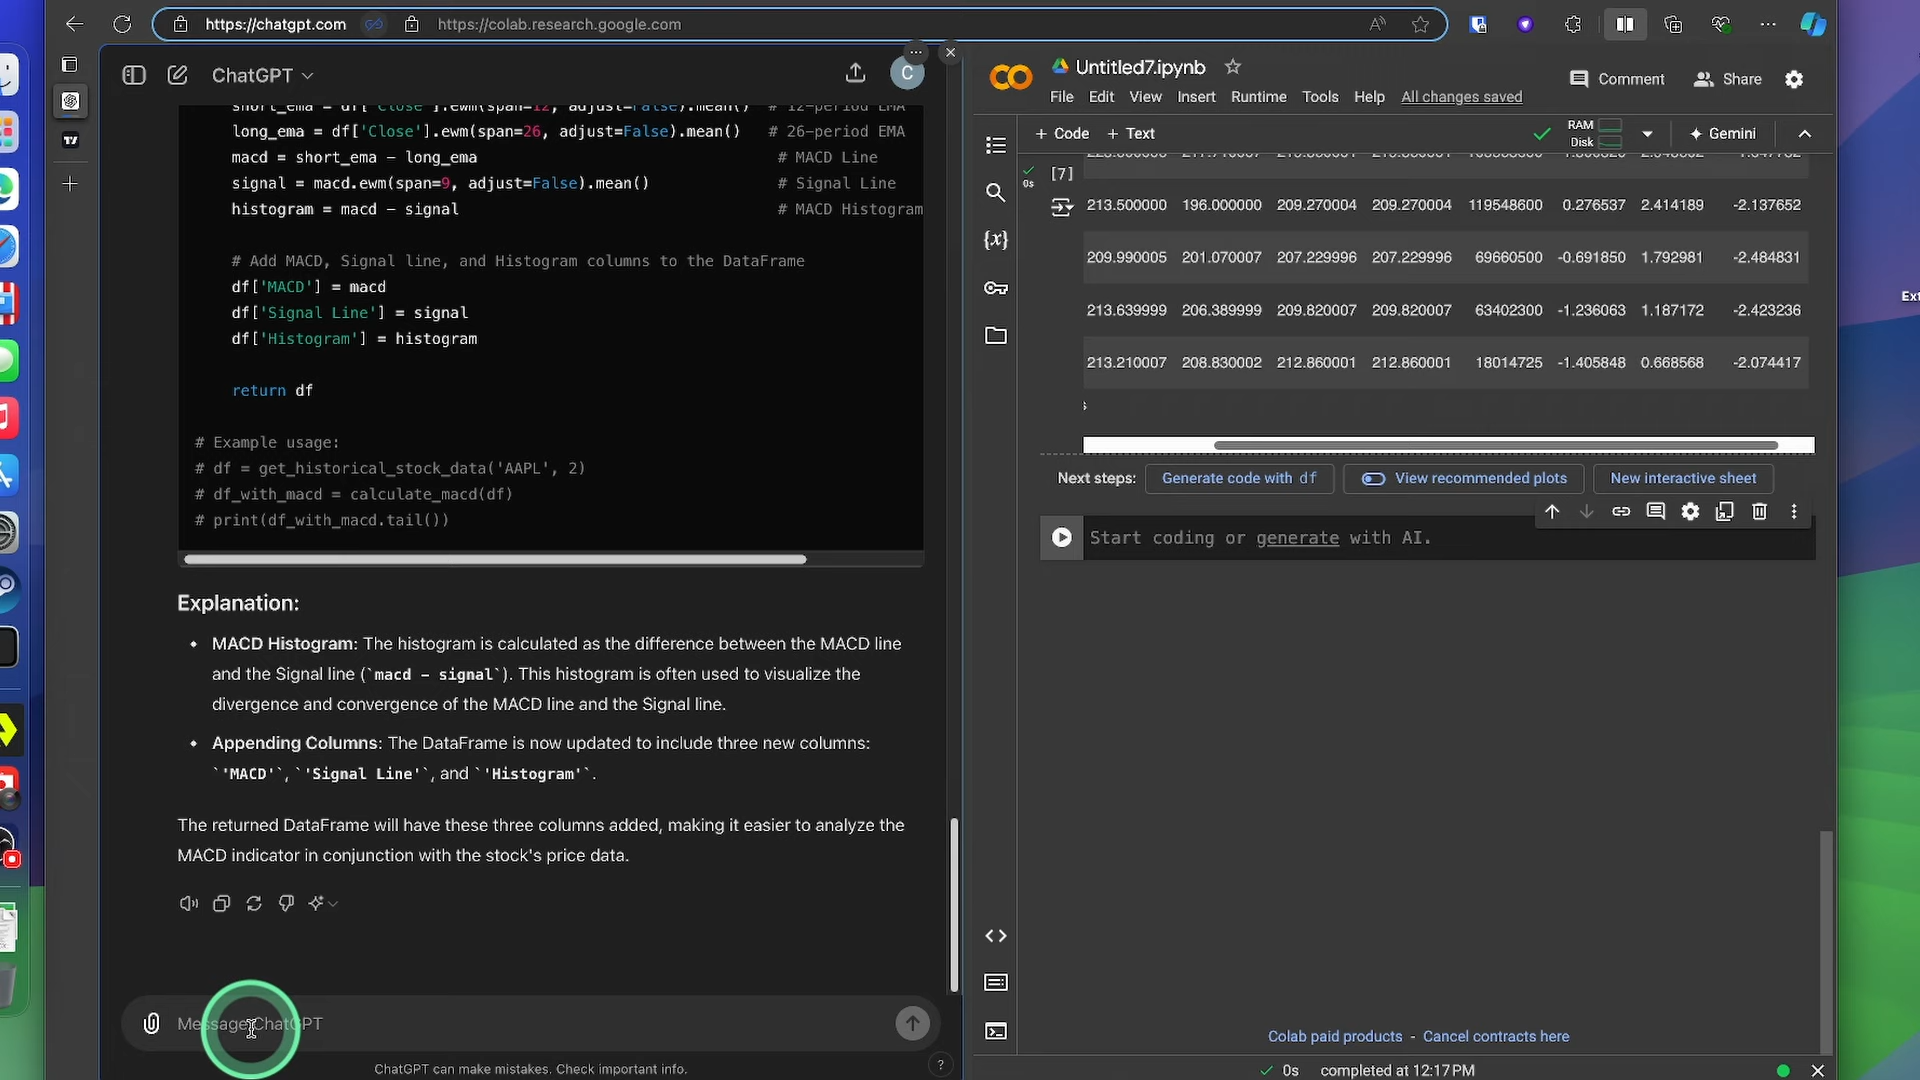 https://chatgpt.com
https://colab.research.google.com
ChatGPT
C
short_ema = df['Close'].ewm(span=12, adjust=False).mean() # 12-period EMA
long_ema = df['Close'].ewm(span=26, adjust=False).mean() # 26-period EMA
macd = short_ema - long_ema # MACD Line
signal = macd.ewm(span=9, adjust=False).mean() # Signal Line
histogram = macd - signal # MACD Histogram
# Add MACD, Signal line, and Histogram columns to the DataFrame
df['MACD'] = macd
df['Signal Line'] = signal
df['Histogram'] = histogram
return df
# Example usage:
# df = get_historical_stock_data('AAPL', 2)
# df_with_macd = calculate_macd(df)
# print(df_with_macd.tail())
Explanation:
• MACD Histogram: The histogram is calculated as the difference between the MACD line
and the Signal line (`macd - signal`). This histogram is often used to visualize the
divergence and convergence of the MACD line and the Signal line.
• Appending Columns: The DataFrame is now updated to include three new columns:
`'MACD'`, `'Signal Line'`, and `'Histogram'`.
The returned DataFrame will have these three columns added, making it easier to analyze the
MACD indicator in conjunction with the stock's price data.
Message ChatGPT
ChatGPT can make mistakes. Check important info.
?
Untitled7.ipynb
Comment Share
File Edit View Insert Runtime Tools Help All changes saved
+ Code + Text
RAM
Disk
Gemini
[7]
0s
213.500000 196.000000 209.270004 209.270004 119548600 0.276537 2.414189 -2.137652
209.990005 201.070007 207.229996 207.229996 69660500 -0.691850 1.792981 -2.484831
213.639999 206.389999 209.820007 209.820007 63402300 -1.236063 1.187172 -2.423236
213.210007 208.830002 212.860001 212.860001 18014725 -1.405848 0.668568 -2.074417
Next steps: Generate code with df View recommended plots New interactive sheet
Start coding or generate with AI.
Colab paid products - Cancel contracts here
0s completed at 12:17 PM